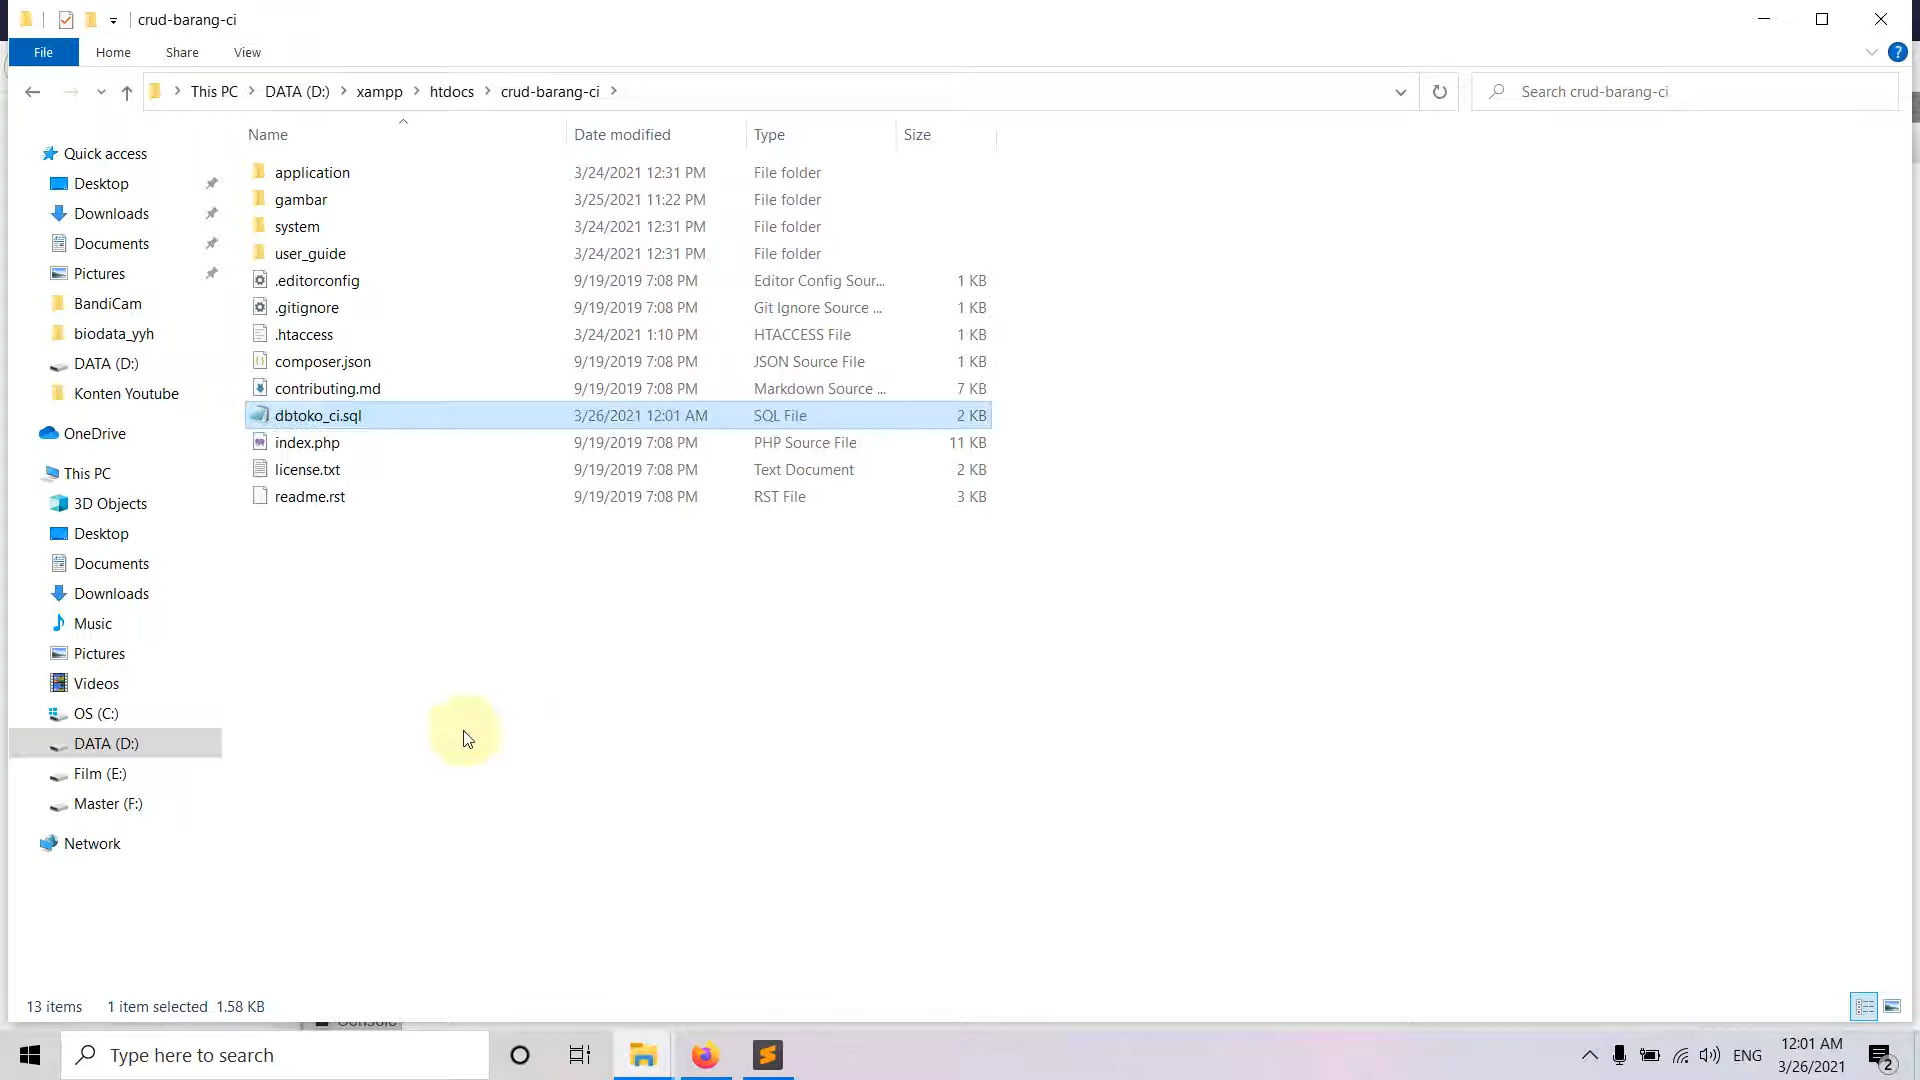 crud-barang-ci
File Home Share View
This PC DATA (D:) xampp htdocs crud-barang-ci
Search crud-barang-ci
Name Date modified Type Size
Quick access
Desktop
Downloads
Documents
Pictures
BandiCam
biodata_yyh
DATA (D:)
Konten Youtube
OneDrive
This PC
3D Objects
Desktop
Documents
Downloads
Music
Pictures
Videos
OS (C:)
DATA (D:)
Film (E:)
Master (F:)
Network
application 3/24/2021 12:31 PM File folder
gambar 3/25/2021 11:22 PM File folder
system 3/24/2021 12:31 PM File folder
user_guide 3/24/2021 12:31 PM File folder
.editorconfig 9/19/2019 7:08 PM Editor Config Sour... 1 KB
.gitignore 9/19/2019 7:08 PM Git Ignore Source ... 1 KB
.htaccess 3/24/2021 1:10 PM HTACCESS File 1 KB
composer.json 9/19/2019 7:08 PM JSON Source File 1 KB
contributing.md 9/19/2019 7:08 PM Markdown Source ... 7 KB
dbtoko_ci.sql 3/26/2021 12:01 AM SQL File 2 KB
index.php 9/19/2019 7:08 PM PHP Source File 11 KB
license.txt 9/19/2019 7:08 PM Text Document 2 KB
readme.rst 9/19/2019 7:08 PM RST File 3 KB
13 items 1 item selected 1.58 KB
Console
Type here to search
ENG
12:01 AM
3/26/2021
2